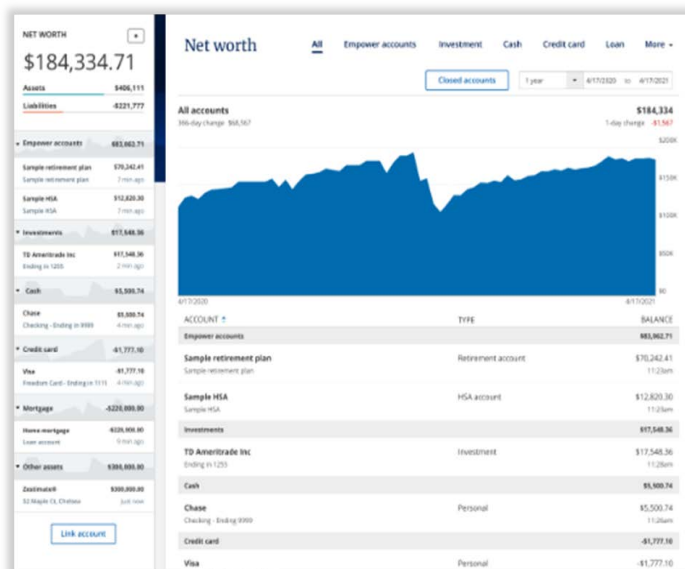 NET WORTH
+
$184,334.71
Assets $406,111
Liabilities -$221,777
Empower accounts $83,062.71
Sample retirement plan $70,242.41
Sample retirement plan 7 min ago
Sample HSA $12,820.30
Sample HSA 7 min ago
Investments $17,548.36
TD Ameritrade Inc $17,548.36
Ending in 1255 2 min ago
Cash $5,500.74
Chase $5,500.74
Checking - Ending in 9999 4 min ago
Credit card -$1,777.10
Visa -$1,777.10
Freedom Card - Ending in 1111 4 min ago
Mortgage -$220,000.00
Home mortgage -$220,000.00
Loan account 9 min ago
Other assets $300,000.00
Zestimate® $300,000.00
52 Maple Ct, Chelsea just now
Link account
Net worth
All Empower accounts Investment Cash Credit card Loan More
Closed accounts 1 year 4/17/2020 to 4/17/2021
All accounts $184,334
366-day change $68,567 1-day change -$1,567
$200K
$150K
$100K
$50K
$0
4/17/2020 4/17/2021
ACCOUNT ↑ TYPE BALANCE
Empower accounts $83,062.71
Sample retirement plan Retirement account $70,242.41
Sample retirement plan 11:23am
Sample HSA HSA account $12,820.30
Sample HSA 11:23am
Investments $17,548.36
TD Ameritrade Inc Investment $17,548.36
Ending in 1255 11:28am
Cash $5,500.74
Chase Personal $5,500.74
Checking - Ending 9999 11:26am
Credit card -$1,777.10
Visa Personal -$1,777.10